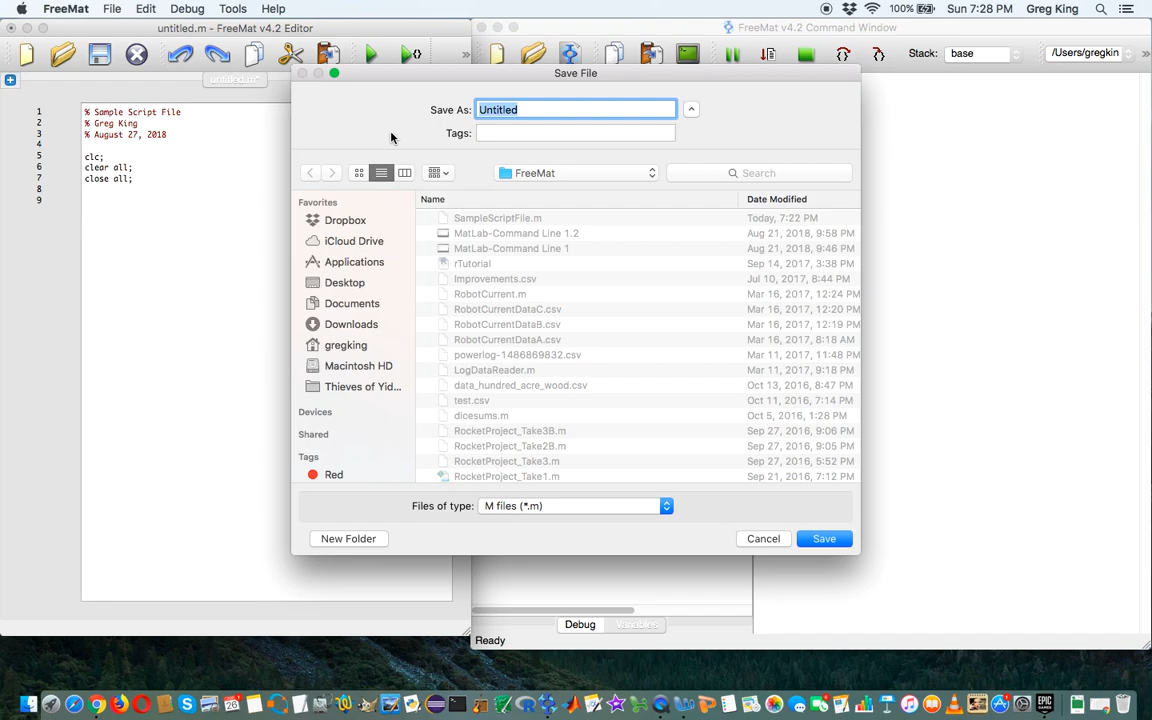 FreeMat File Edit Debug Tools Help 100% Sun 7:28 PM Greg King
untitled.m - FreeMat v4.2 Editor
FreeMat v4.2 Command Window
Stack: base /Users/gregkin
untitled.m*
1 % Sample Script File
2 % Greg King
3 % August 27, 2018
4
5 clc;
6 clear all;
7 close all;
8
9
Save File
Save As: Untitled
Tags:
FreeMat
Search
Favorites
Dropbox
iCloud Drive
Applications
Desktop
Documents
Downloads
gregking
Macintosh HD
Thieves of Yid...
Devices
Shared
Tags
Red
Name Date Modified
SampleScriptFile.m Today, 7:22 PM
MatLab-Command Line 1.2 Aug 21, 2018, 9:58 PM
MatLab-Command Line 1 Aug 21, 2018, 9:46 PM
rTutorial Sep 14, 2017, 3:38 PM
Improvements.csv Jul 10, 2017, 8:44 PM
RobotCurrent.m Mar 16, 2017, 12:24 PM
RobotCurrentDataC.csv Mar 16, 2017, 12:20 PM
RobotCurrentDataB.csv Mar 16, 2017, 12:19 PM
RobotCurrentDataA.csv Mar 16, 2017, 8:18 AM
powerlog-1486869832.csv Mar 11, 2017, 11:48 PM
LogDataReader.m Mar 11, 2017, 9:18 PM
data_hundred_acre_wood.csv Oct 13, 2016, 8:47 PM
test.csv Oct 11, 2016, 7:14 PM
dicesums.m Oct 5, 2016, 1:28 PM
RocketProject_Take3B.m Sep 27, 2016, 9:06 PM
RocketProject_Take2B.m Sep 27, 2016, 9:05 PM
RocketProject_Take3.m Sep 27, 2016, 5:52 PM
RocketProject_Take1.m Sep 21, 2016, 7:12 PM
Files of type: M files (*.m)
New Folder Cancel Save
Debug Variables
Ready